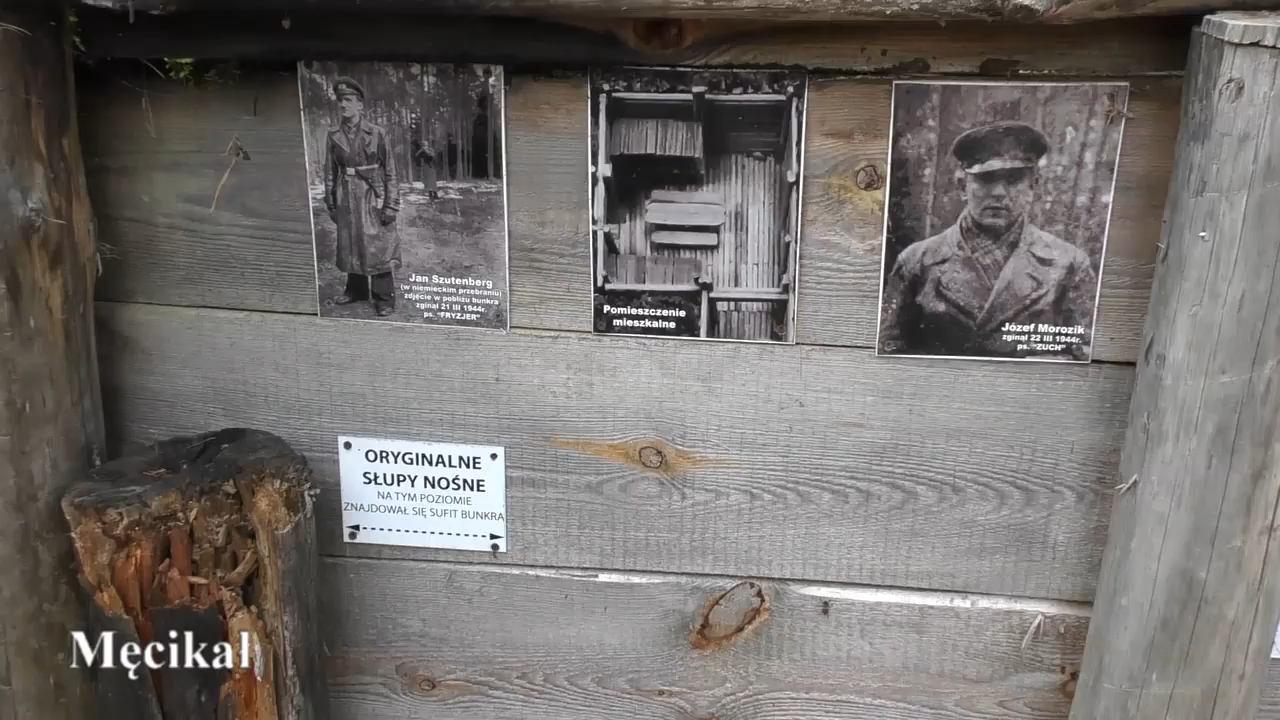 Jan Szutenberg
(w niemieckim przebraniu)
zdjęcie w pobliżu bunkra
zginął 21 III 1944r.
ps. "FRYZJER"
Pomieszczenie
mieszkalne
Józef Morozik
zginął 22 III 1944r.
ps. "ZUCH"
ORYGINALNE
SŁUPY NOŚNE
NA TYM POZIOMIE
ZNAJDOWAŁ SIĘ SUFIT BUNKRA
Męcikał